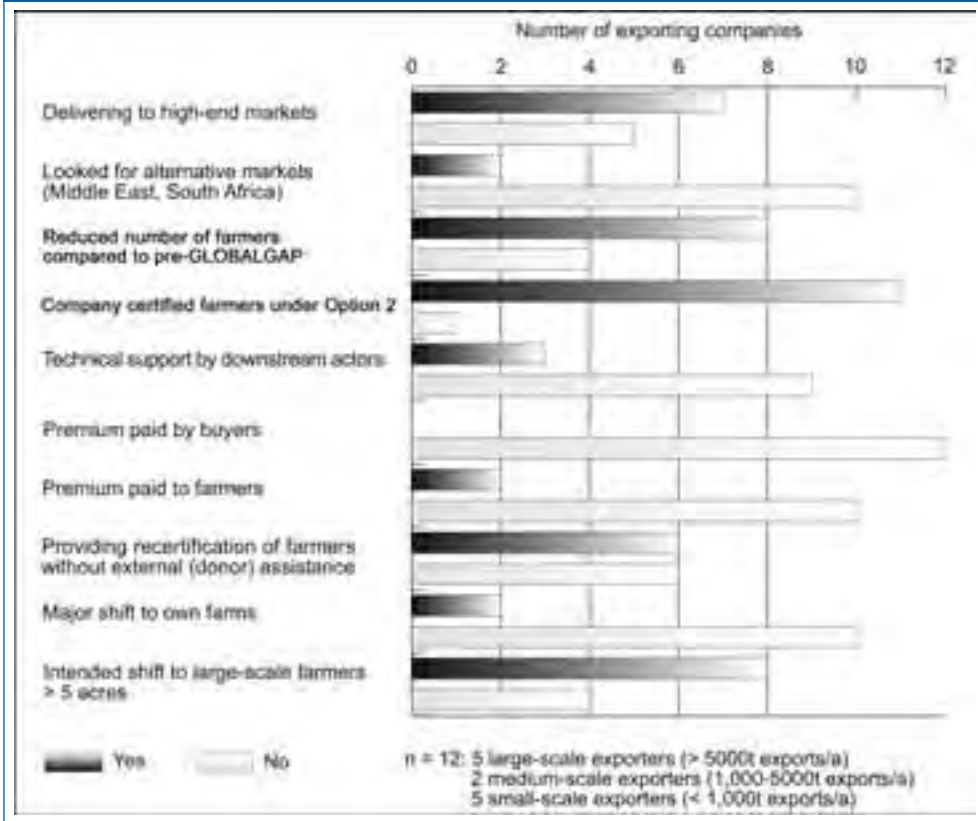 Number of exporting companies
0 2 4 6 8 10 12
Delivering to high-end markets
Looked for alternative markets
(Middle East, South Africa)
Reduced number of farmers
compared to pre-GLOBALGAP
Company certified farmers under Option 2
Technical support by downstream actors
Premium paid by buyers
Premium paid to farmers
Providing recertification of farmers
without external (donor) assistance
Major shift to own farms
Intended shift to large-scale farmers
> 5 acres
Yes No
n = 12: 5 large-scale exporters (> 5000t exports/a)
2 medium-scale exporters (1,000-5000t exports/a)
5 small-scale exporters (< 1,000t exports/a)